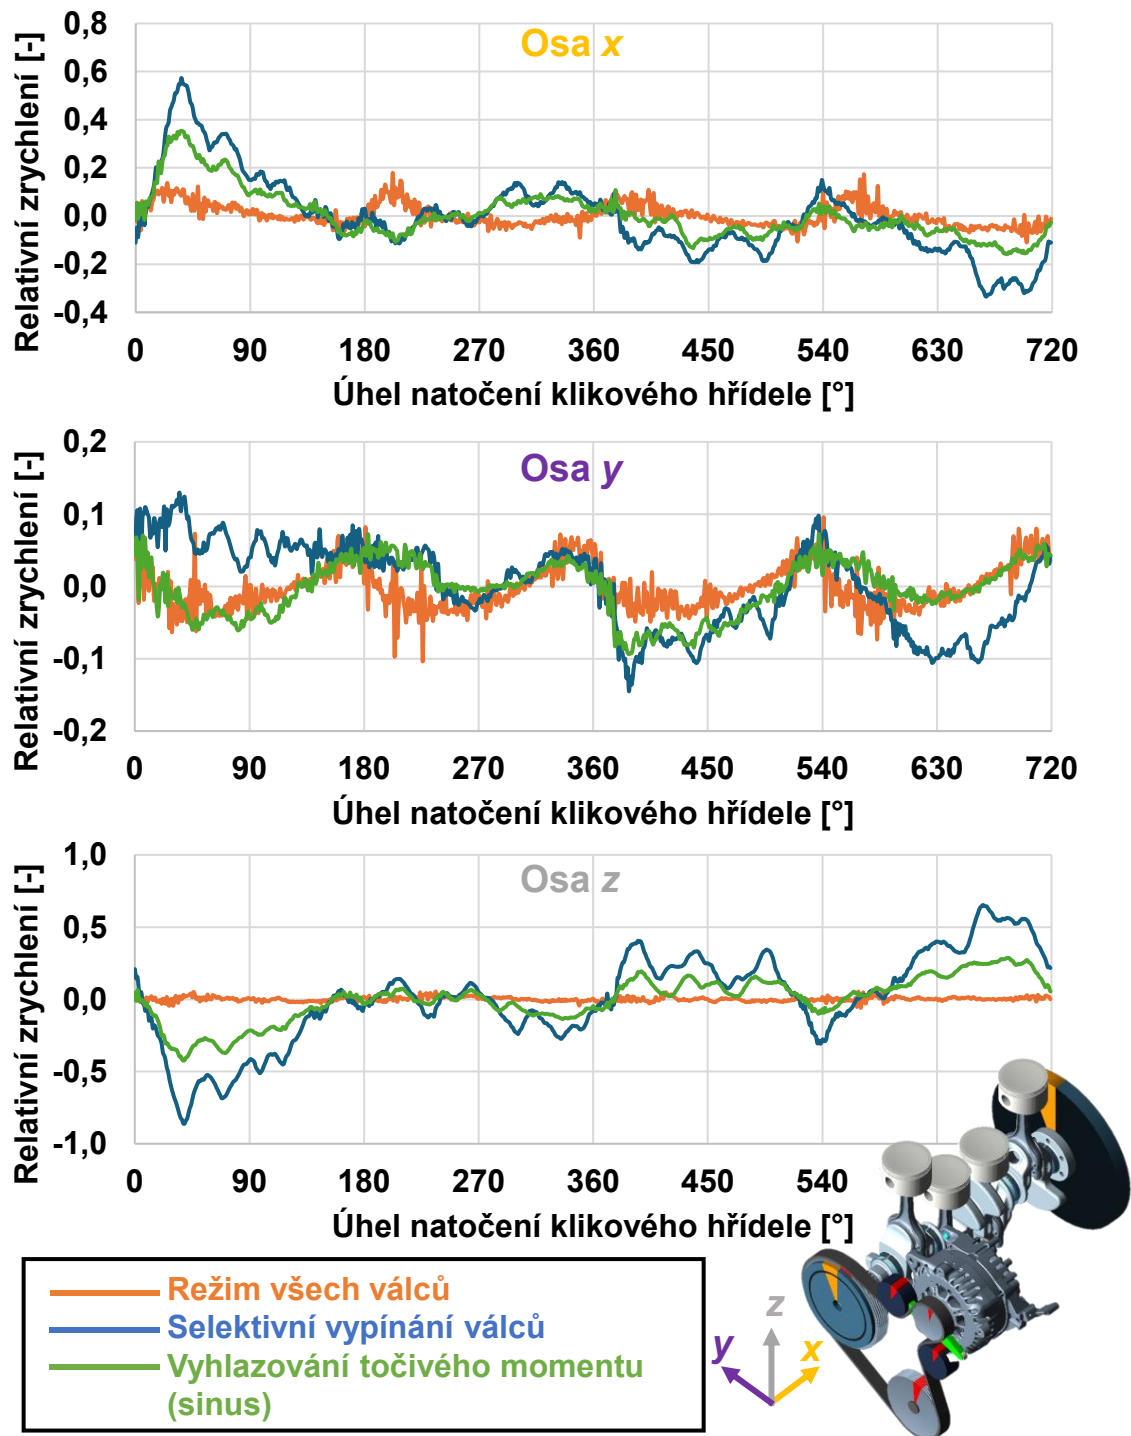 Osa x
Relativní zrychlení [-]
0,8
0,6
0,4
0,2
0,0
-0,2
-0,4
0 90 180 270 360 450 540 630 720
Úhel natočení klikového hřídele [°]
Osa y
Relativní zrychlení [-]
0,2
0,1
0,0
-0,1
-0,2
0 90 180 270 360 450 540 630 720
Úhel natočení klikového hřídele [°]
Osa z
Relativní zrychlení [-]
1,0
0,5
0,0
-0,5
-1,0
0 90 180 270 360 450 540
Úhel natočení klikového hřídele [°]
Režim všech válců
Selektivní vypínání válců
Vyhlazování točivého momentu
(sinus)
z
y
x